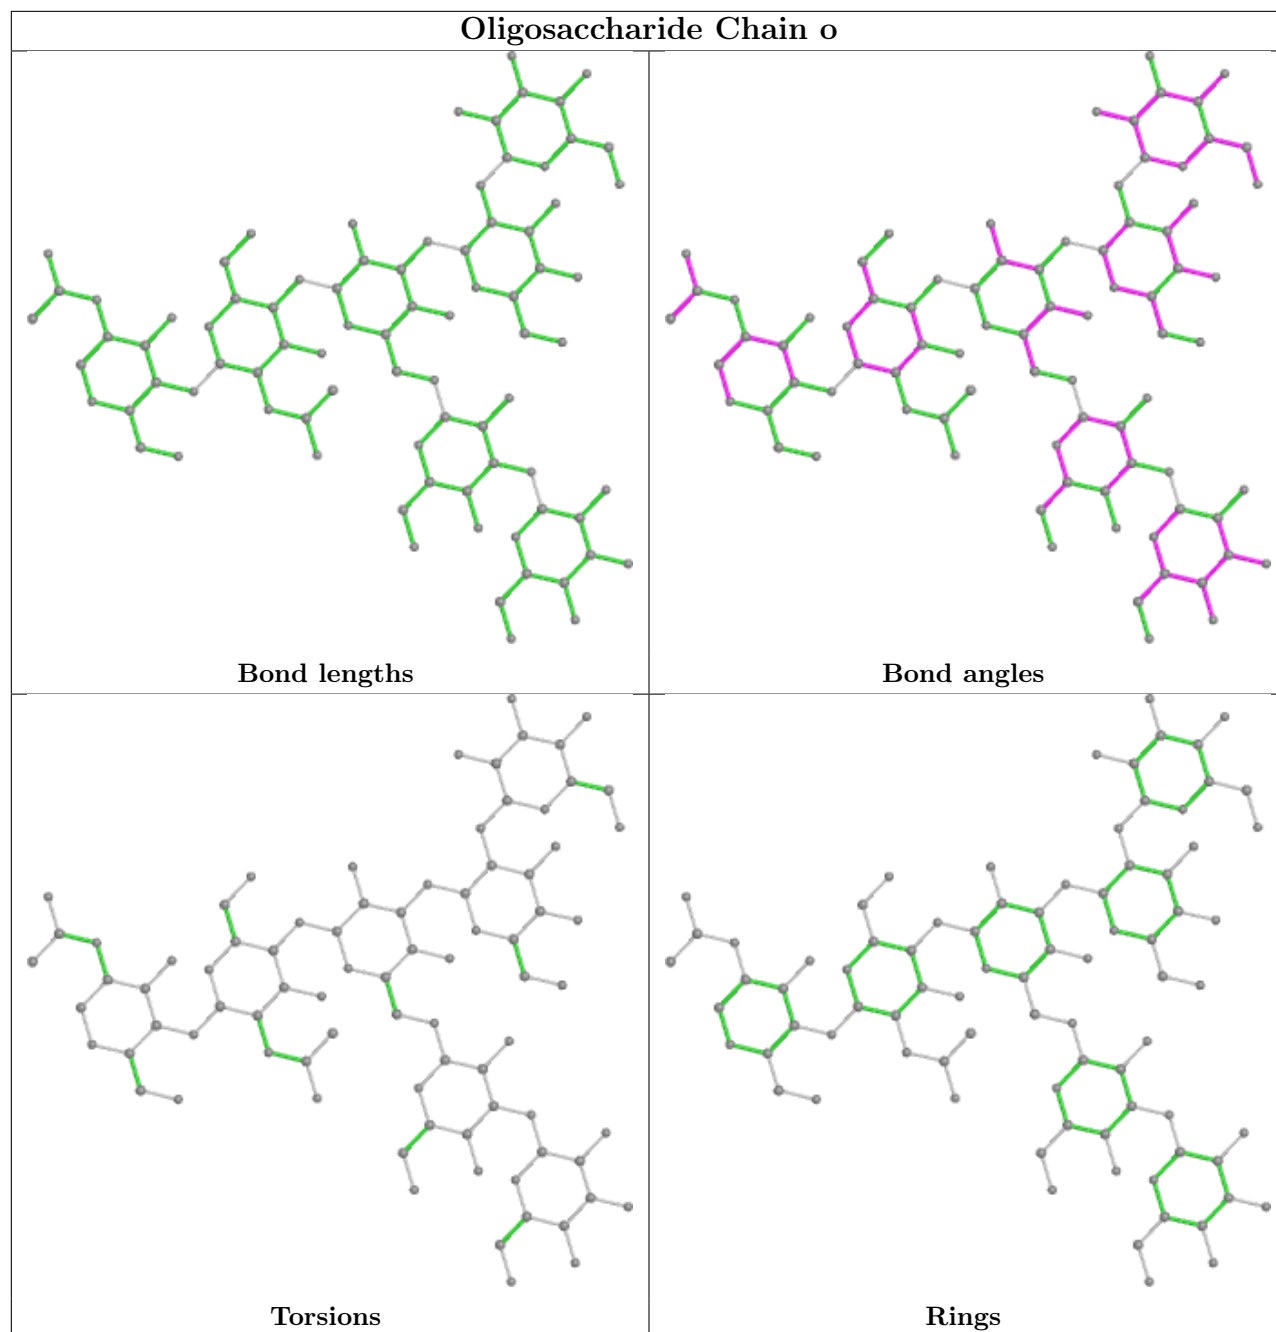 Oligosaccharide Chain o
Bond lengths
Bond angles
Torsions
Rings